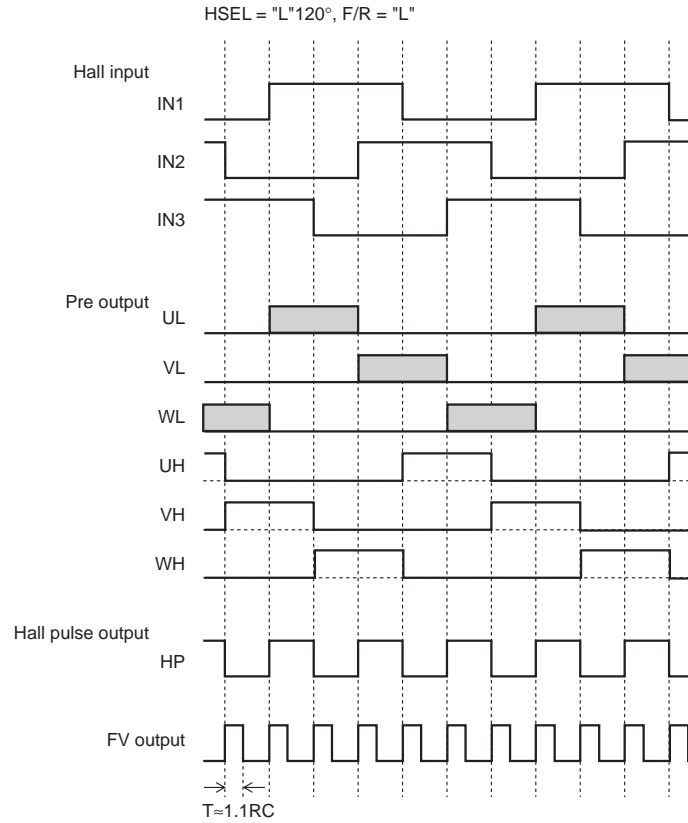 HSEL = "L"120°, F/R = "L"
Hall input
IN1
IN2
IN3
Pre output
UL
VL
WL
UH
VH
WH
Hall pulse output
HP
FV output
T≈1.1RC